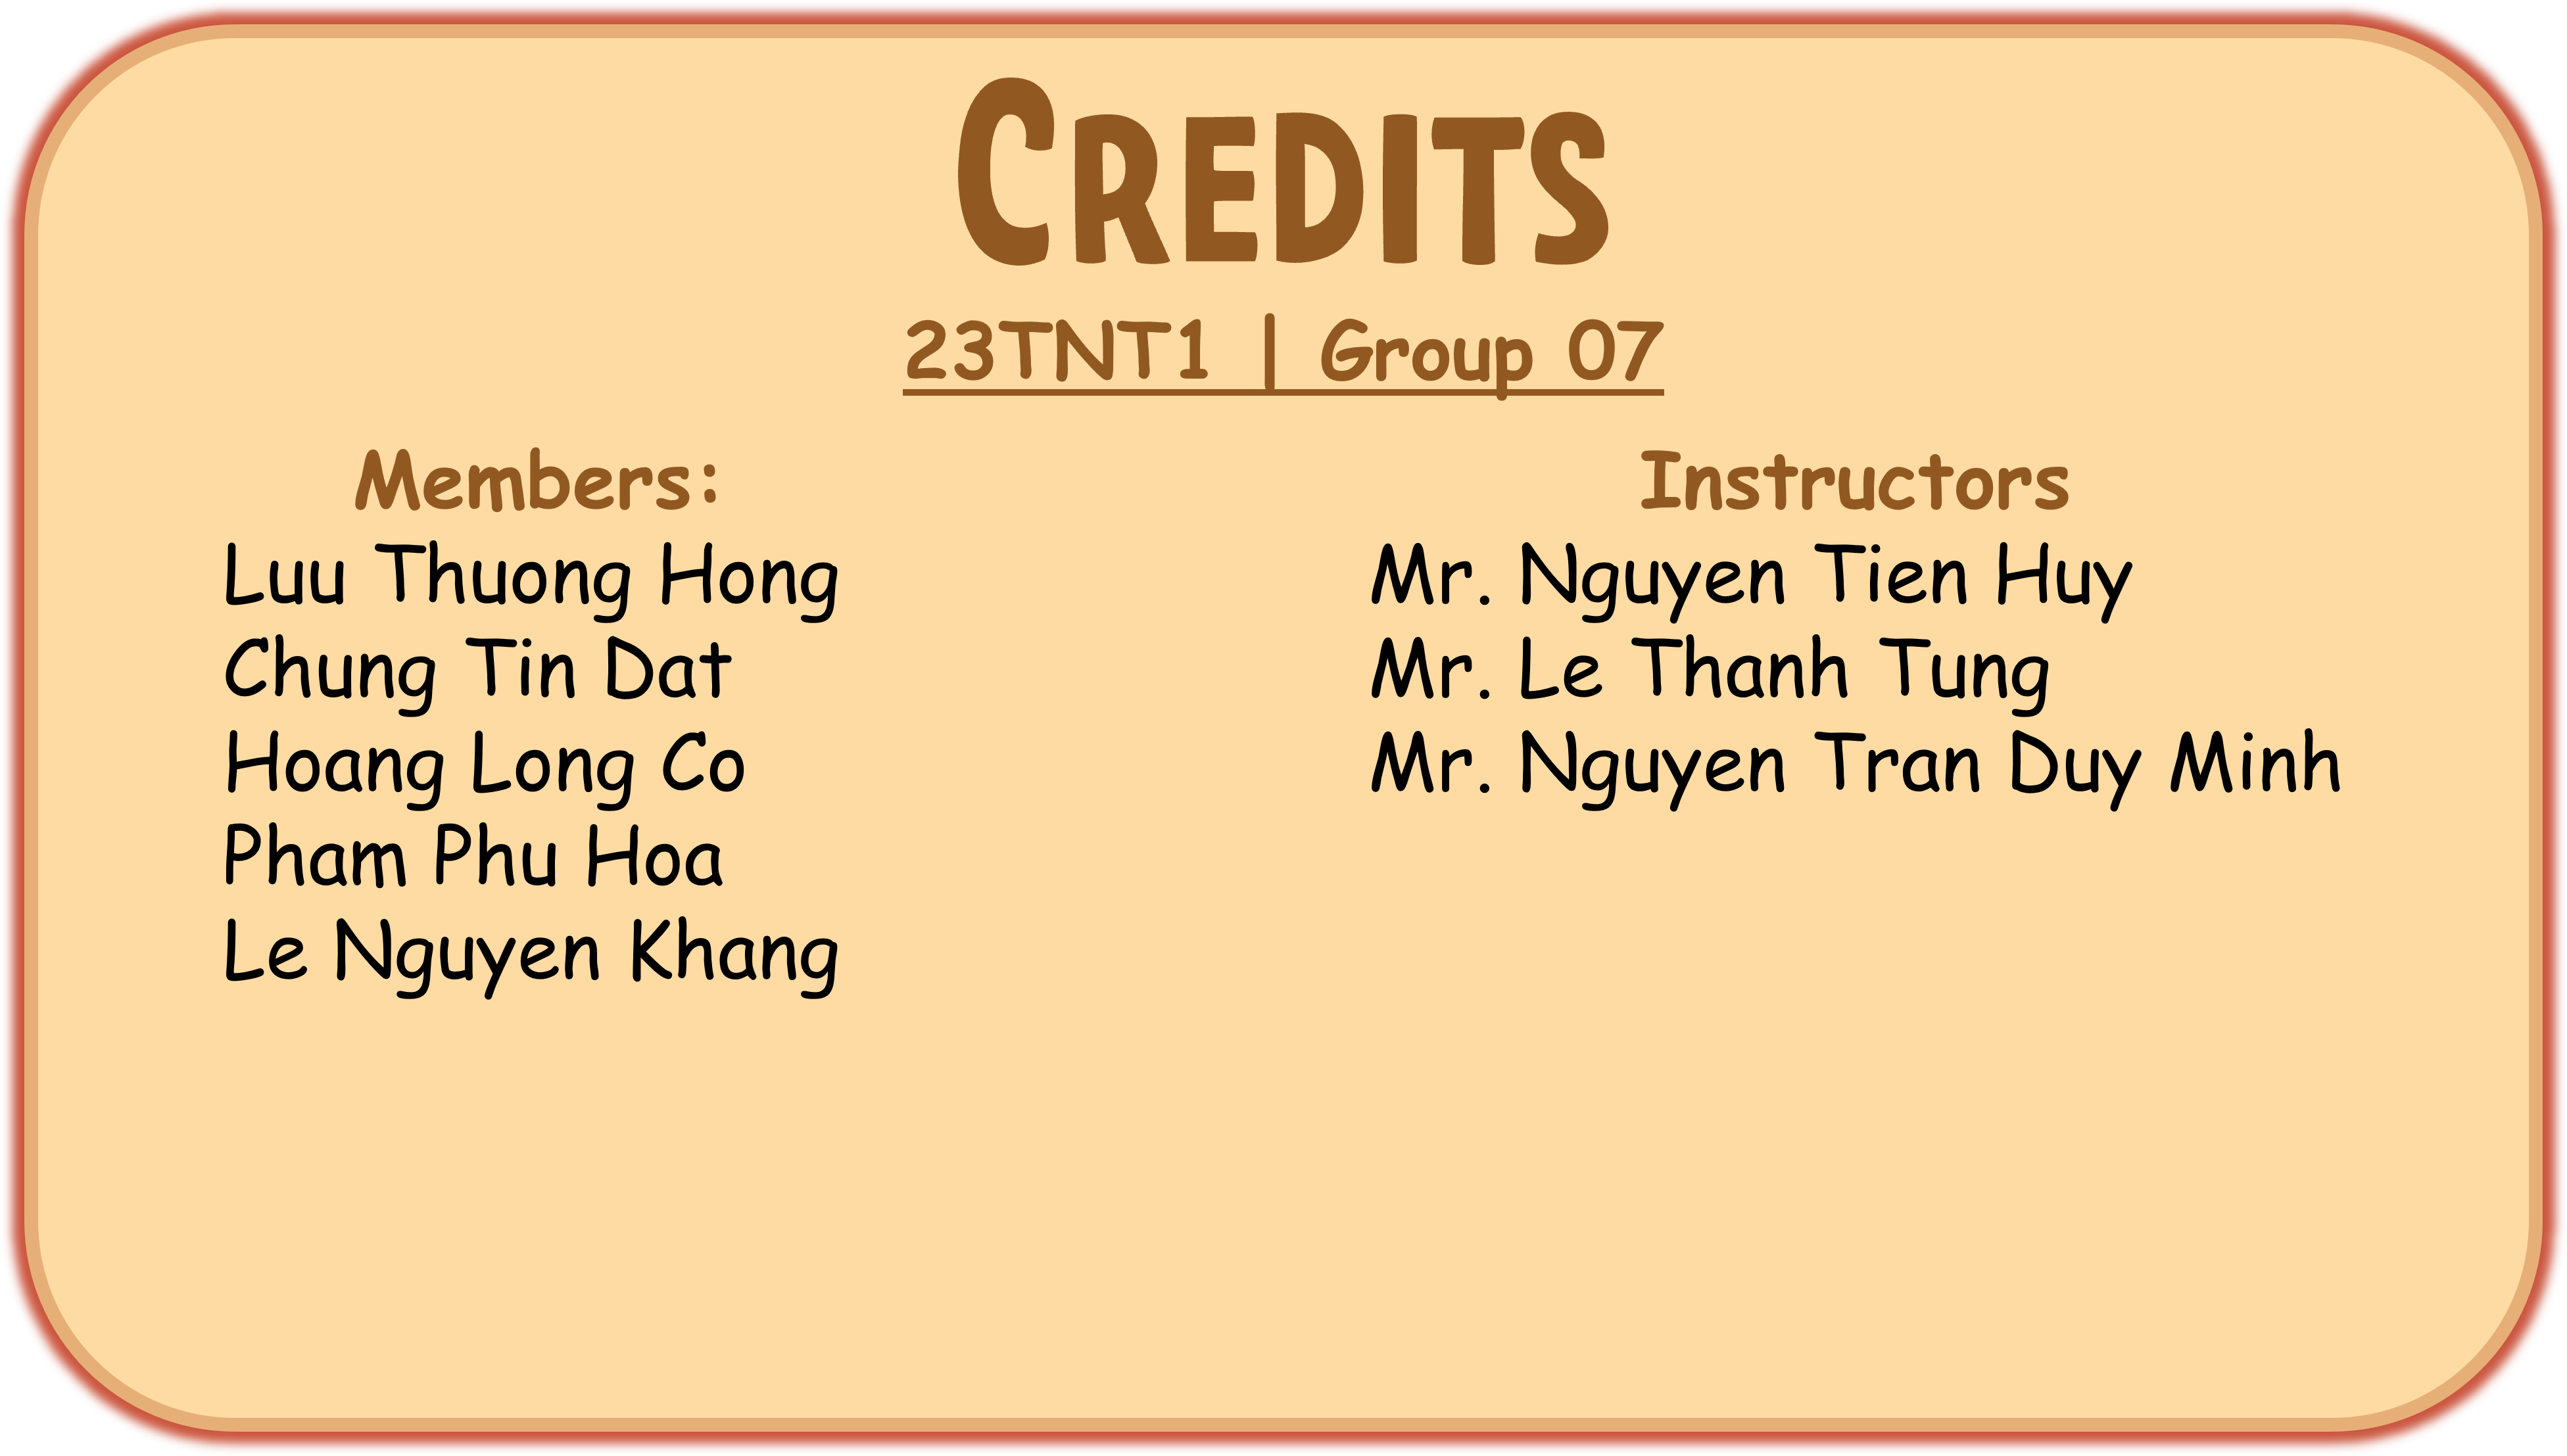 Credits
23TNT1 | Group 07
Members:
Luu Thuong Hong
Chung Tin Dat
Hoang Long Co
Pham Phu Hoa
Le Nguyen Khang
Instructors
Mr. Nguyen Tien Huy
Mr. Le Thanh Tung
Mr. Nguyen Tran Duy Minh